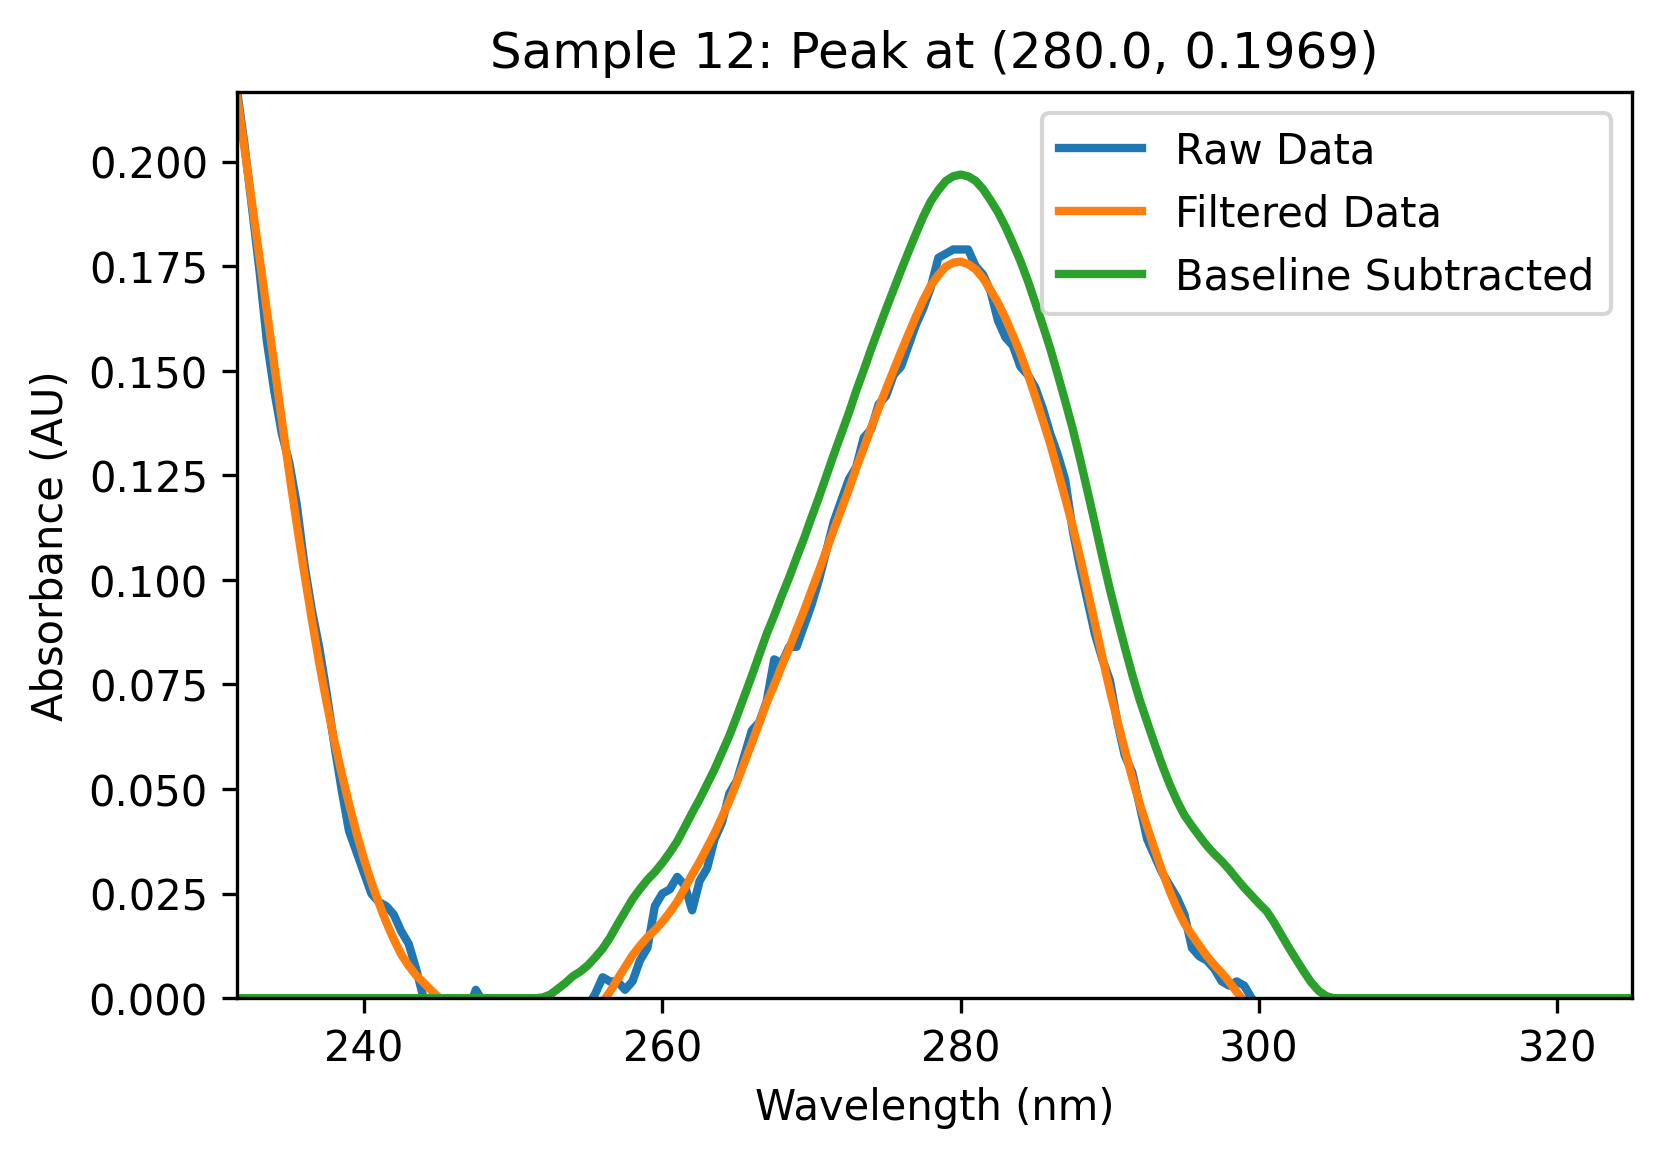 Sample 12: Peak at (280.0, 0.1969)
Raw Data
Filtered Data
Baseline Subtracted
Absorbance (AU)
0.200
0.175
0.150
0.125
0.100
0.075
0.050
0.025
0.000
240 260 280 300 320
Wavelength (nm)